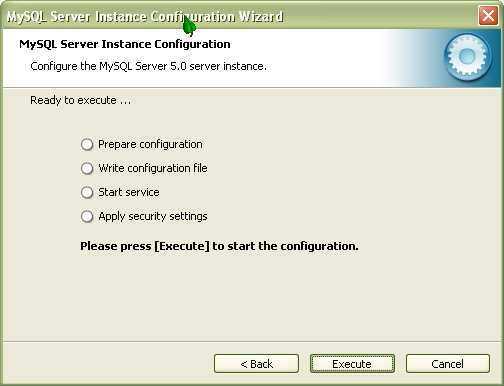 MySQL Server Instance Configuration Wizard
MySQL Server Instance Configuration
Configure the MySQL Server 5.0 server instance.
Ready to execute ...
Prepare configuration
Write configuration file
Start service
Apply security settings
Please press [Execute] to start the configuration.
< Back Execute Cancel